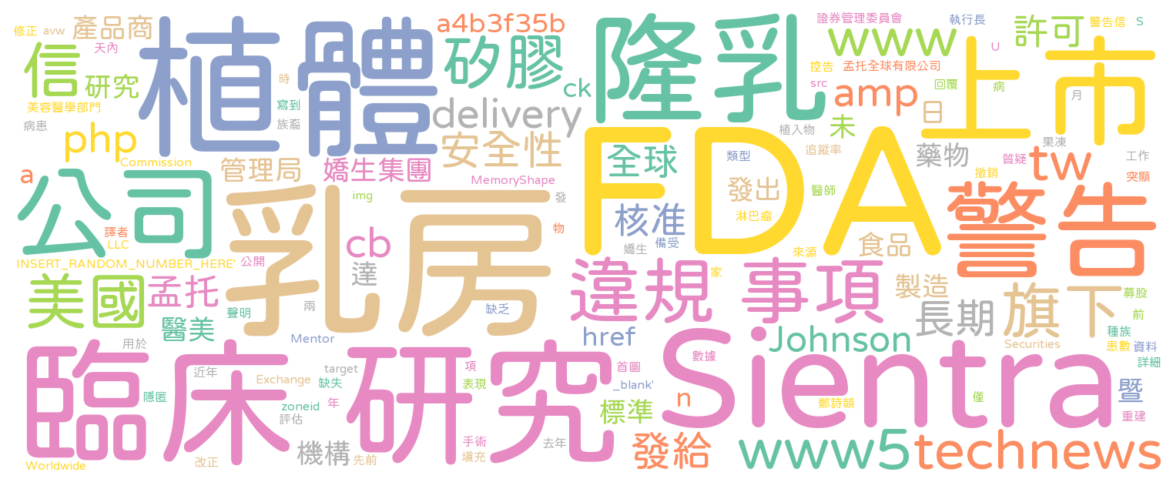 修正 avw 產品商 a4b3f35b 證券管理委員會 執行長 警告信 S
天內 信 研究 植體 矽膠 隆乳 www 許可 上市
時 ck 控告 孟托全球有限公司 U
src amp 回覆 病 日 月
美容醫學部門 寫到 delivery 植入物 未
病患 族裔 果凍
php 安全性 追蹤率 藥物 質疑 工作
Commission 管理局 嬌生集團 全球 類型 tw 突顯
a 公司 乳房 MemoryShape FDA 發出 醫師 撤銷 警告
img 發 核准 淋巴瘤
譯者 cb 物 嬌生 備受 來源 食品
LLC
INSERT_RANDOM_NUMBER_HERE' 公開 達 家
美國 孟托 違規 事項 製造 旗下 募股
聲明 兩 缺乏 長期 前
醫美 href Johnson 種族
用於 Mentor Securities 患數 資料
臨床 研究 Sientra 數據 詳細
近年 target 項 首圖
隱匿 Exchange 缺失 表現 _blank' 暨
zoneid 年 標準 n 鄭詩韻 僅 重建
評估
機構 手術 去年 發給 www5 technews
Worldwide 改正 先前 填充